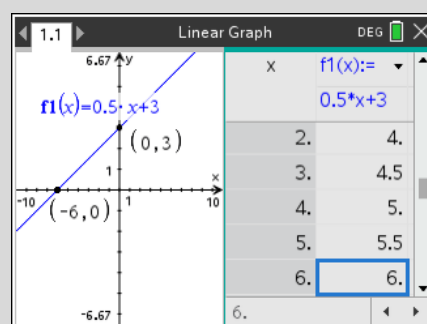 1.1 Linear Graph DEG
6.67 y
f1(x)=0.5·x+3
(0,3)
1
x
-10 (-6,0) 1 10
-6.67
x f1(x):=
0.5*x+3
2. 4.
3. 4.5
4. 5.
5. 5.5
6. 6.
6.